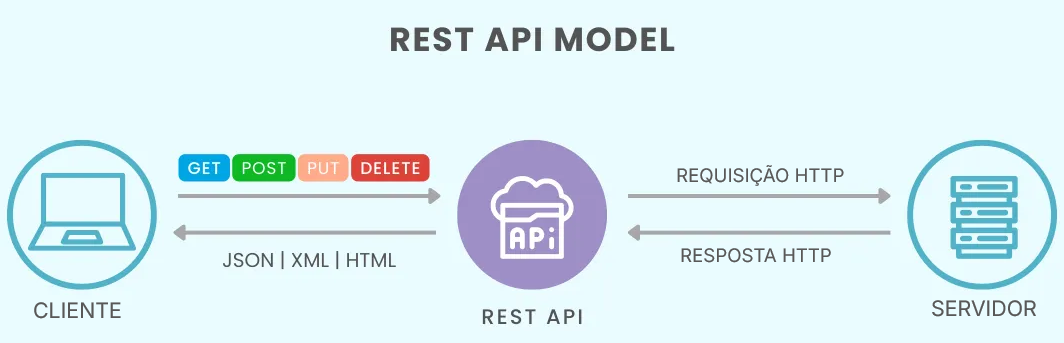 REST API MODEL
GET POST PUT DELETE
REQUISIÇÃO HTTP
APi
JSON | XML | HTML
RESPOSTA HTTP
CLIENTE
REST API
SERVIDOR